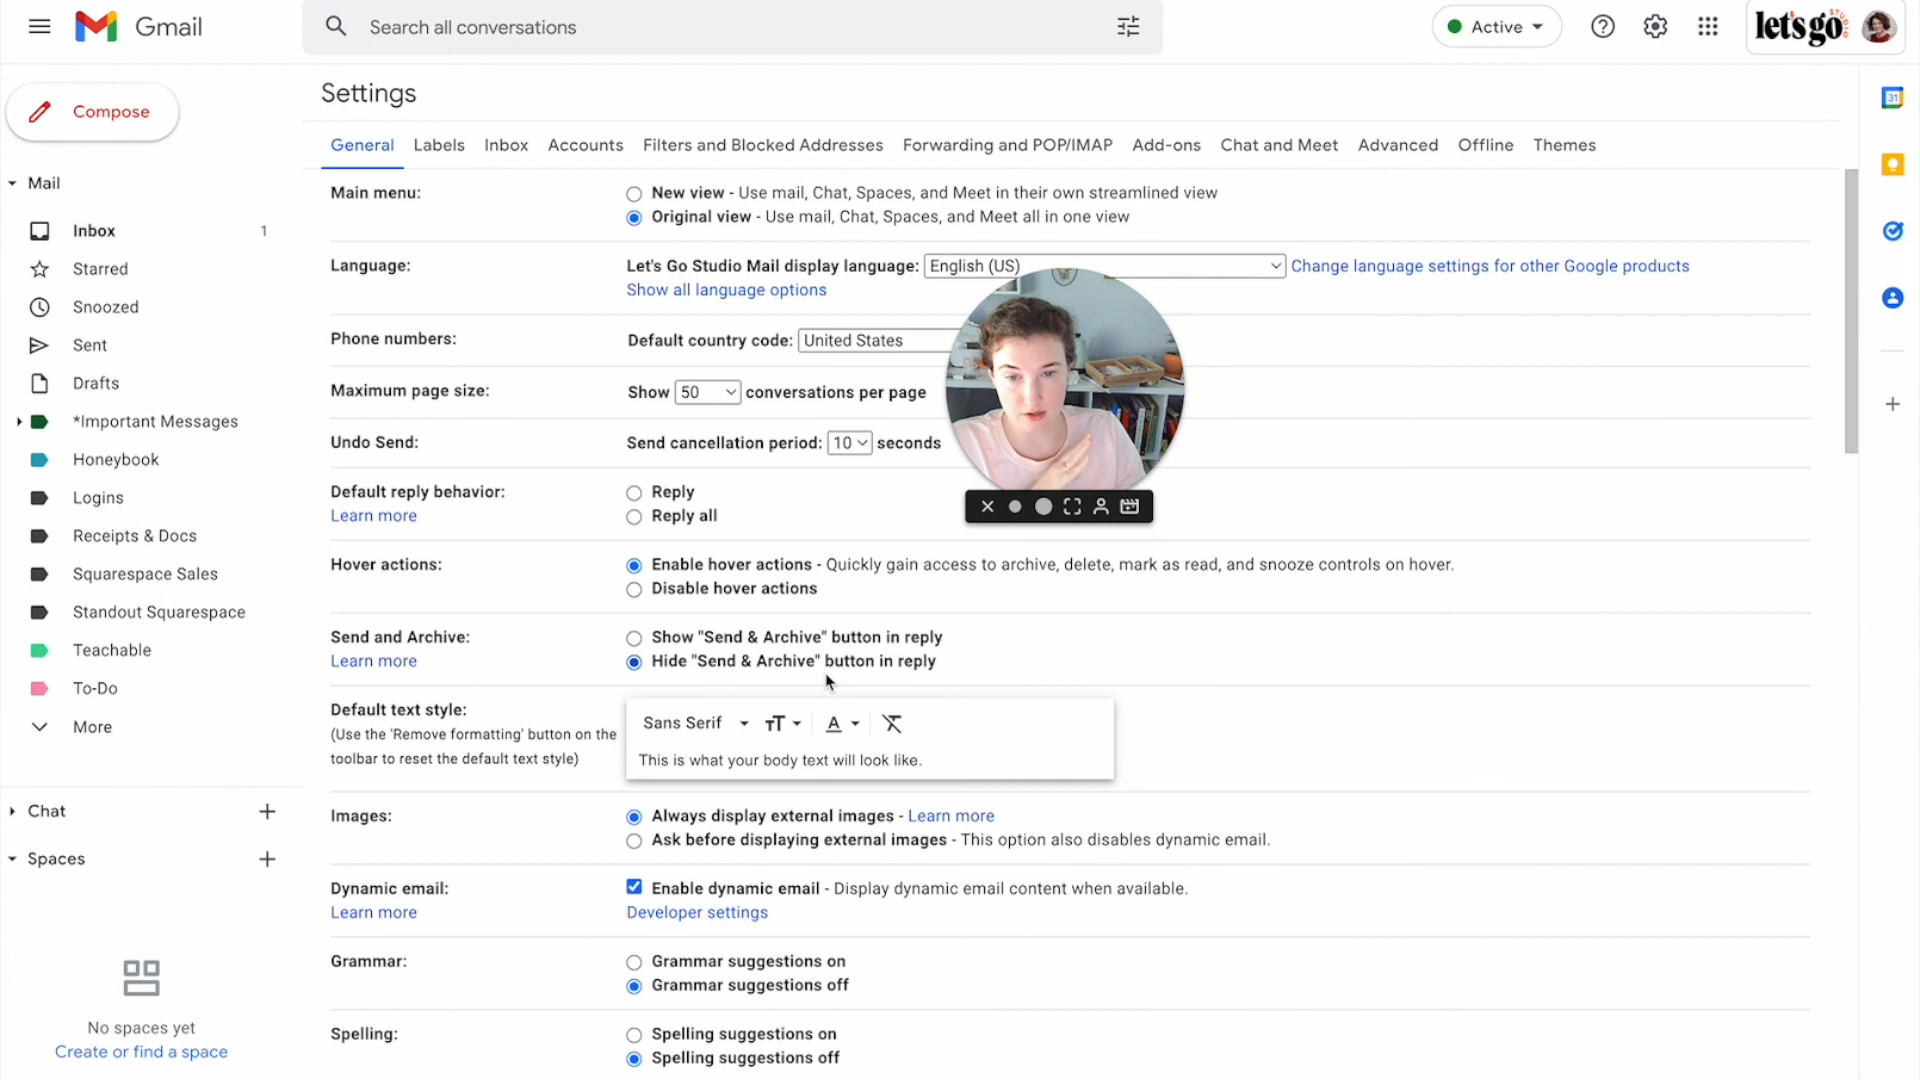 Gmail
Search all conversations
Active
let's go
STUDIO
Compose
Mail
Inbox 1
Starred
Snoozed
Sent
Drafts
*Important Messages
Honeybook
Logins
Receipts & Docs
Squarespace Sales
Standout Squarespace
Teachable
To-Do
More
Chat
Spaces
No spaces yet
Create or find a space
Settings
General Labels Inbox Accounts Filters and Blocked Addresses Forwarding and POP/IMAP Add-ons Chat and Meet Advanced Offline Themes
Main menu:
New view - Use mail, Chat, Spaces, and Meet in their own streamlined view
Original view - Use mail, Chat, Spaces, and Meet all in one view
Language:
Let's Go Studio Mail display language: English (US) Change language settings for other Google products
Show all language options
Phone numbers:
Default country code: United States
Maximum page size:
Show 50 conversations per page
Undo Send:
Send cancellation period: 10 seconds
Default reply behavior:
Learn more
Reply
Reply all
Hover actions:
Enable hover actions - Quickly gain access to archive, delete, mark as read, and snooze controls on hover.
Disable hover actions
Send and Archive:
Learn more
Show "Send & Archive" button in reply
Hide "Send & Archive" button in reply
Default text style:
(Use the 'Remove formatting' button on the
toolbar to reset the default text style)
Sans Serif
This is what your body text will look like.
Images:
Always display external images - Learn more
Ask before displaying external images - This option also disables dynamic email.
Dynamic email:
Learn more
Enable dynamic email - Display dynamic email content when available.
Developer settings
Grammar:
Grammar suggestions on
Grammar suggestions off
Spelling:
Spelling suggestions on
Spelling suggestions off
31